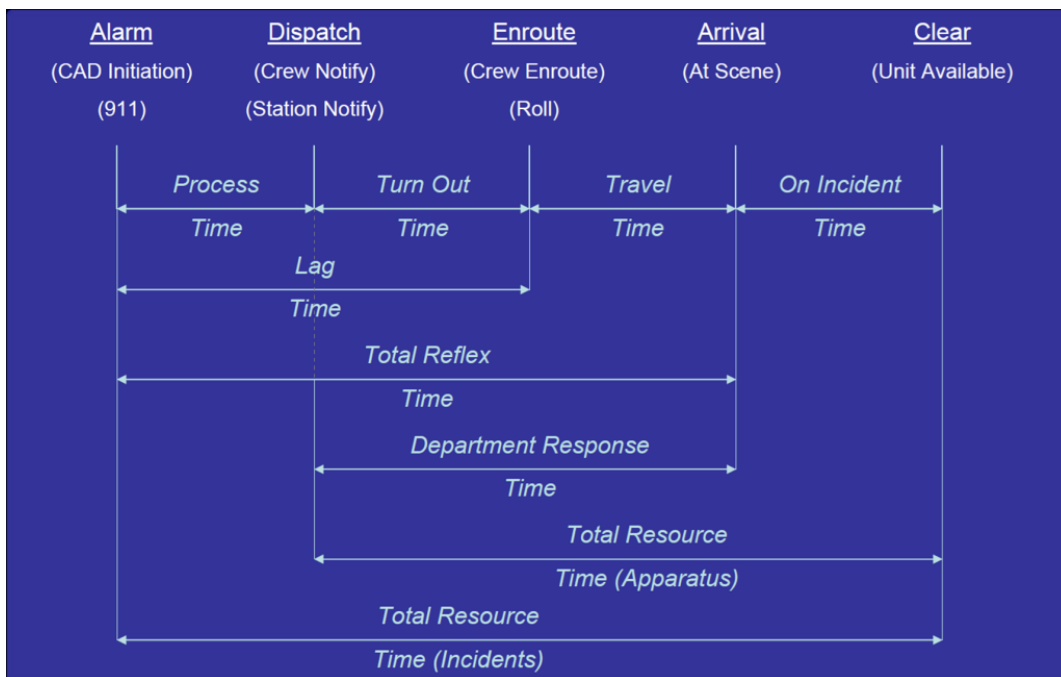 Alarm Dispatch Enroute Arrival Clear
(CAD Initiation) (Crew Notify) (Crew Enroute) (At Scene) (Unit Available)
(911) (Station Notify) (Roll)
Process Turn Out Travel On Incident
Time Time Time Time
Lag
Time
Total Reflex
Time
Department Response
Time
Total Resource
Time (Apparatus)
Total Resource
Time (Incidents)